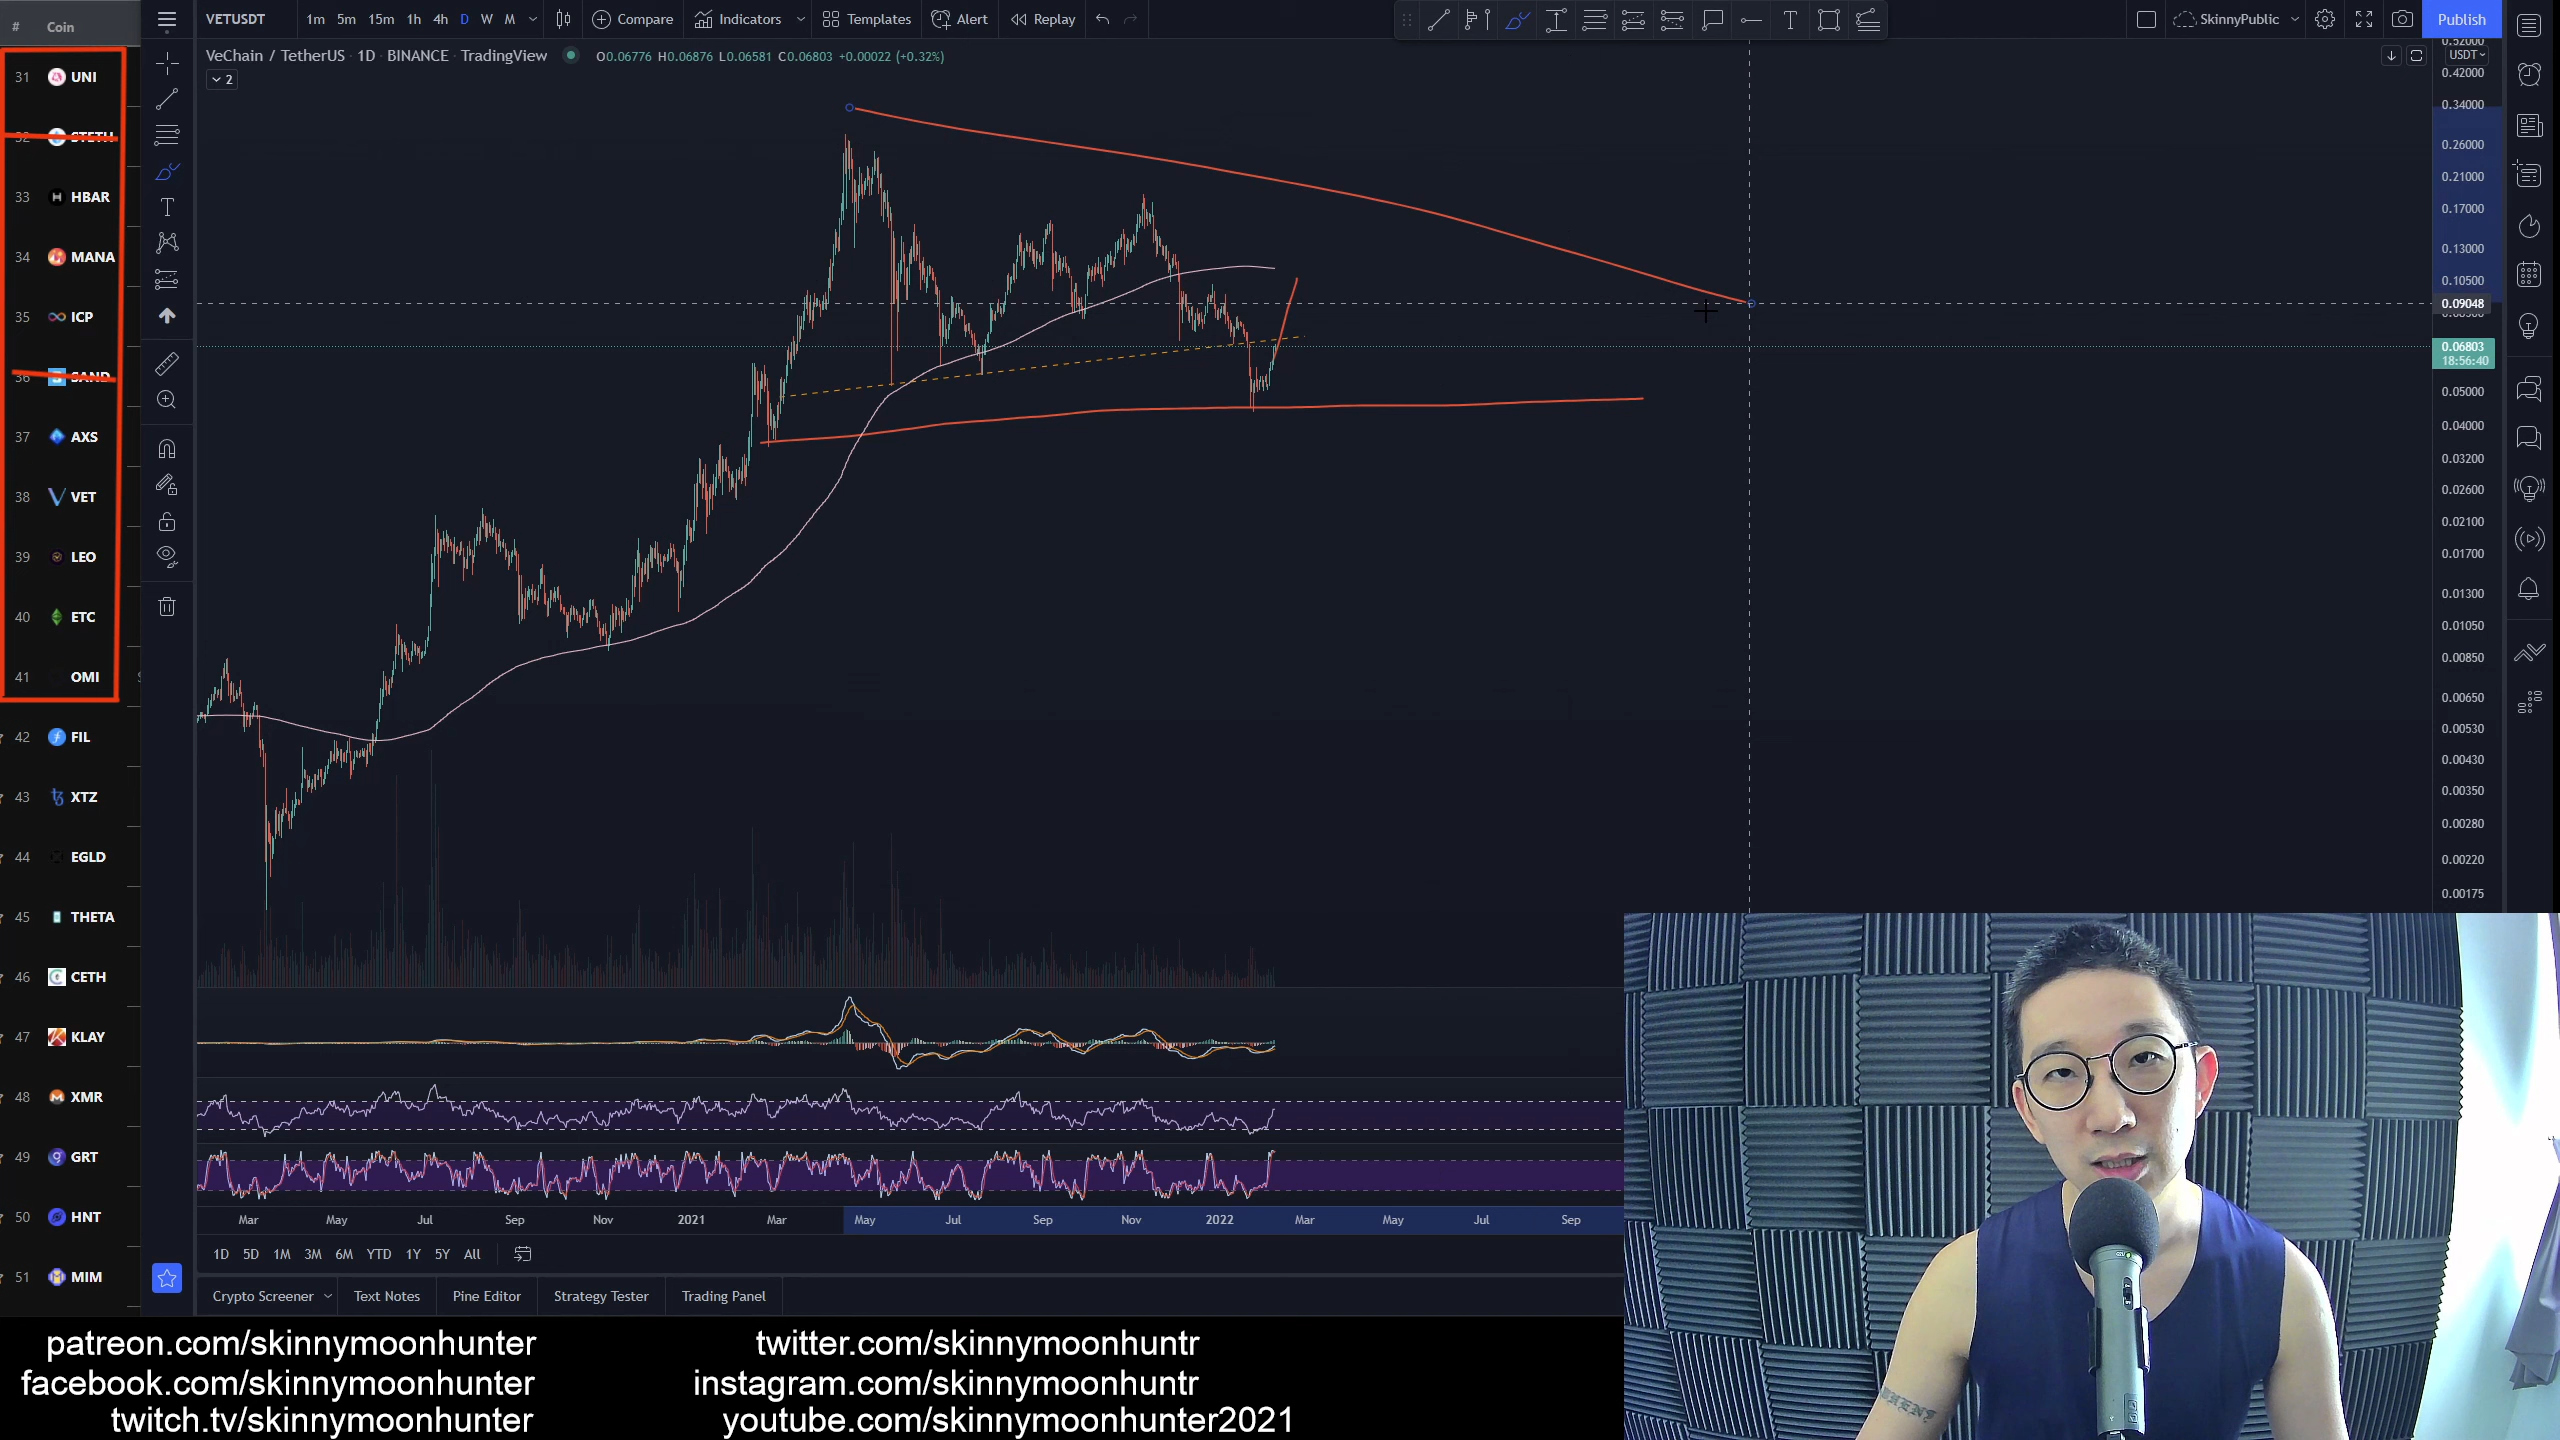 # Coin
31 UNI
32 STETH
33 HBAR
34 MANA
35 ICP
36 SAND
37 AXS
38 VET
39 LEO
40 ETC
41 OMI
42 FIL
43 XTZ
44 EGLD
45 THETA
46 CETH
47 KLAY
48 XMR
49 GRT
50 HNT
51 MIM
VETUSDT 1m 5m 15m 1h 4h D W M Compare Indicators Templates Alert Replay SkinnyPublic Publish
VeChain / TetherUS 1D BINANCE TradingView O0.06776 H0.06876 L0.06581 C0.06803 +0.00022 (+0.32%)
2
USDT
0.42000
0.34000
0.26000
0.21000
0.17000
0.13000
0.10500
0.09048
0.06803
18:56:40
0.05000
0.04000
0.03200
0.02600
0.02100
0.01700
0.01300
0.01050
0.00850
0.00650
0.00530
0.00430
0.00350
0.00280
0.00220
0.00175
Mar May Jul Sep Nov 2021 Mar May Jul Sep Nov 2022 Mar May Jul Sep
1D 5D 1M 3M 6M YTD 1Y 5Y All
Crypto Screener Text Notes Pine Editor Strategy Tester Trading Panel
patreon.com/skinnymoonhunter twitter.com/skinnymoonhuntr
facebook.com/skinnymoonhunter instagram.com/skinnymoonhuntr
twitch.tv/skinnymoonhunter youtube.com/skinnymoonhunter2021